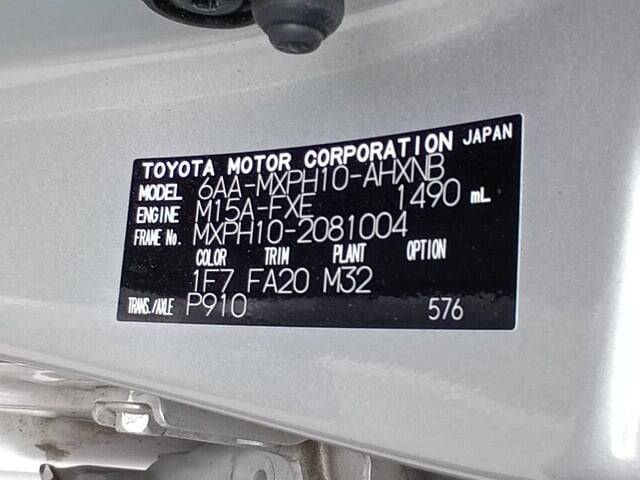 TOYOTA MOTOR CORPORATION JAPAN
MODEL 6AA-MXPH10-AHXNB
ENGINE M15A-FXE 1490 mL
FRAME No. MXPH10-2081004
COLOR TRIM PLANT OPTION
1F7 FA20 M32
TRANS./AXLE P910 576